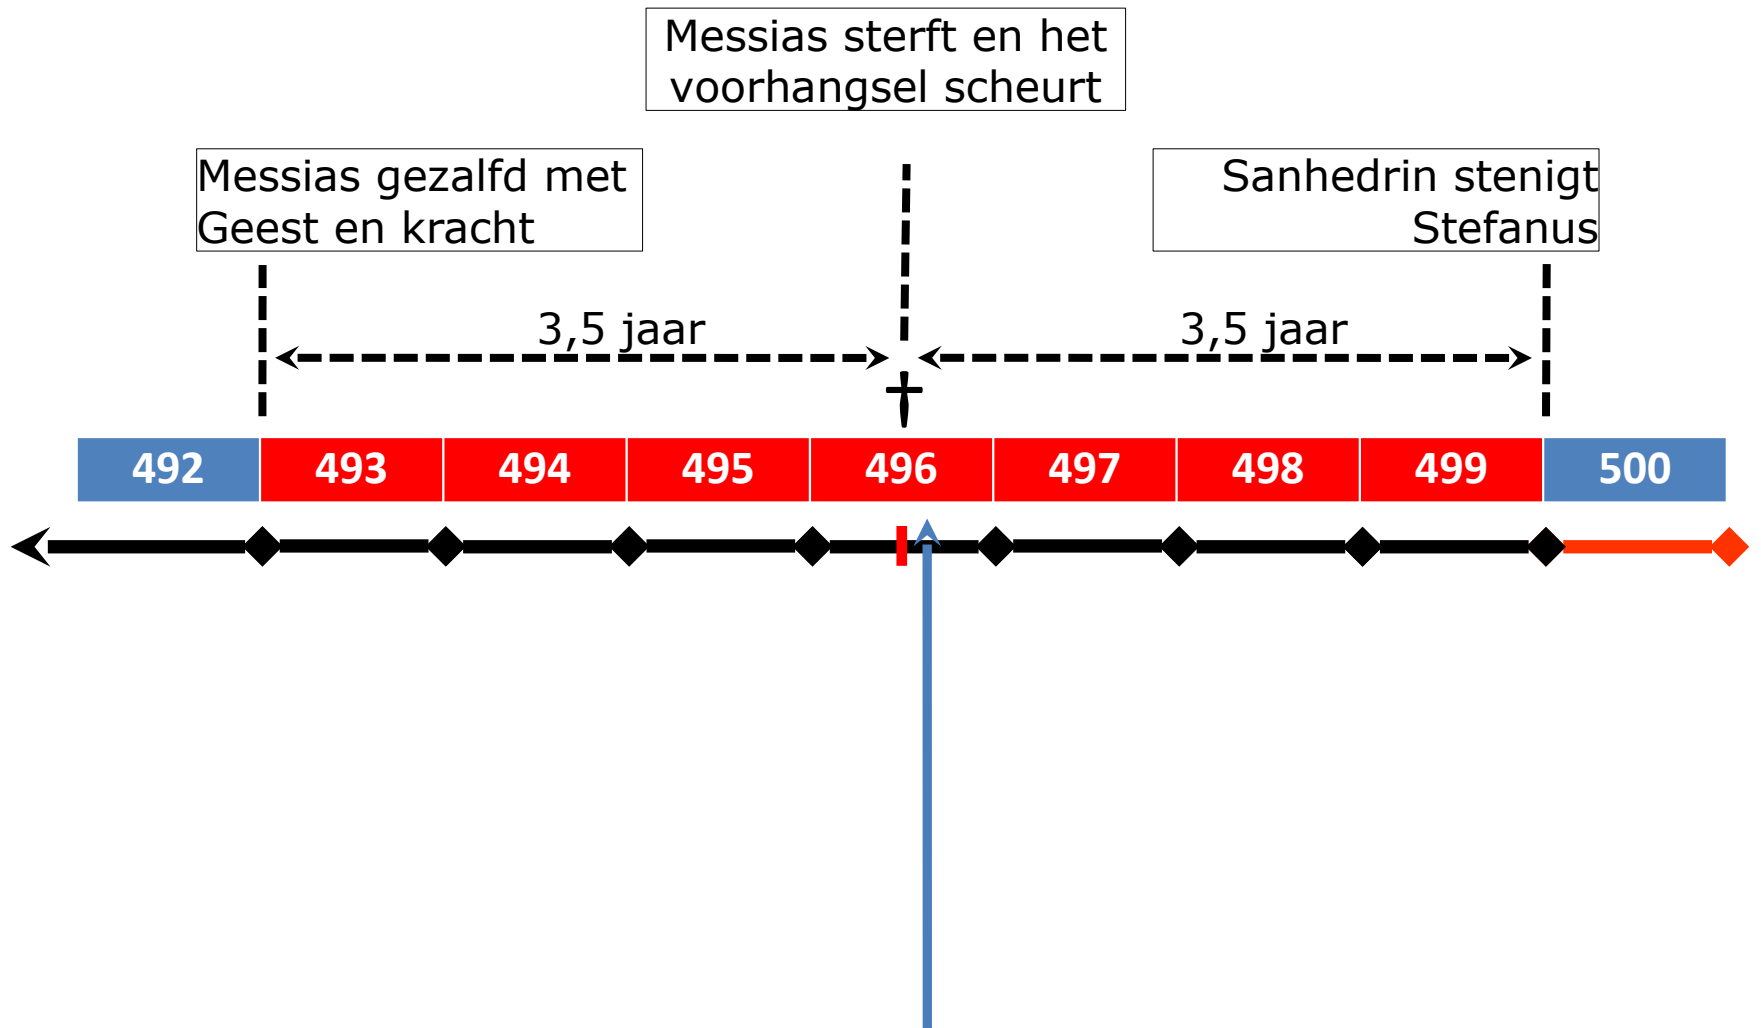 Messias sterft en het
voorhangsel scheurt
Messias gezalfd met
Geest en kracht
Sanhedrin stenigt
Stefanus
3,5 jaar
3,5 jaar
492 493 494 495 496 497 498 499 500